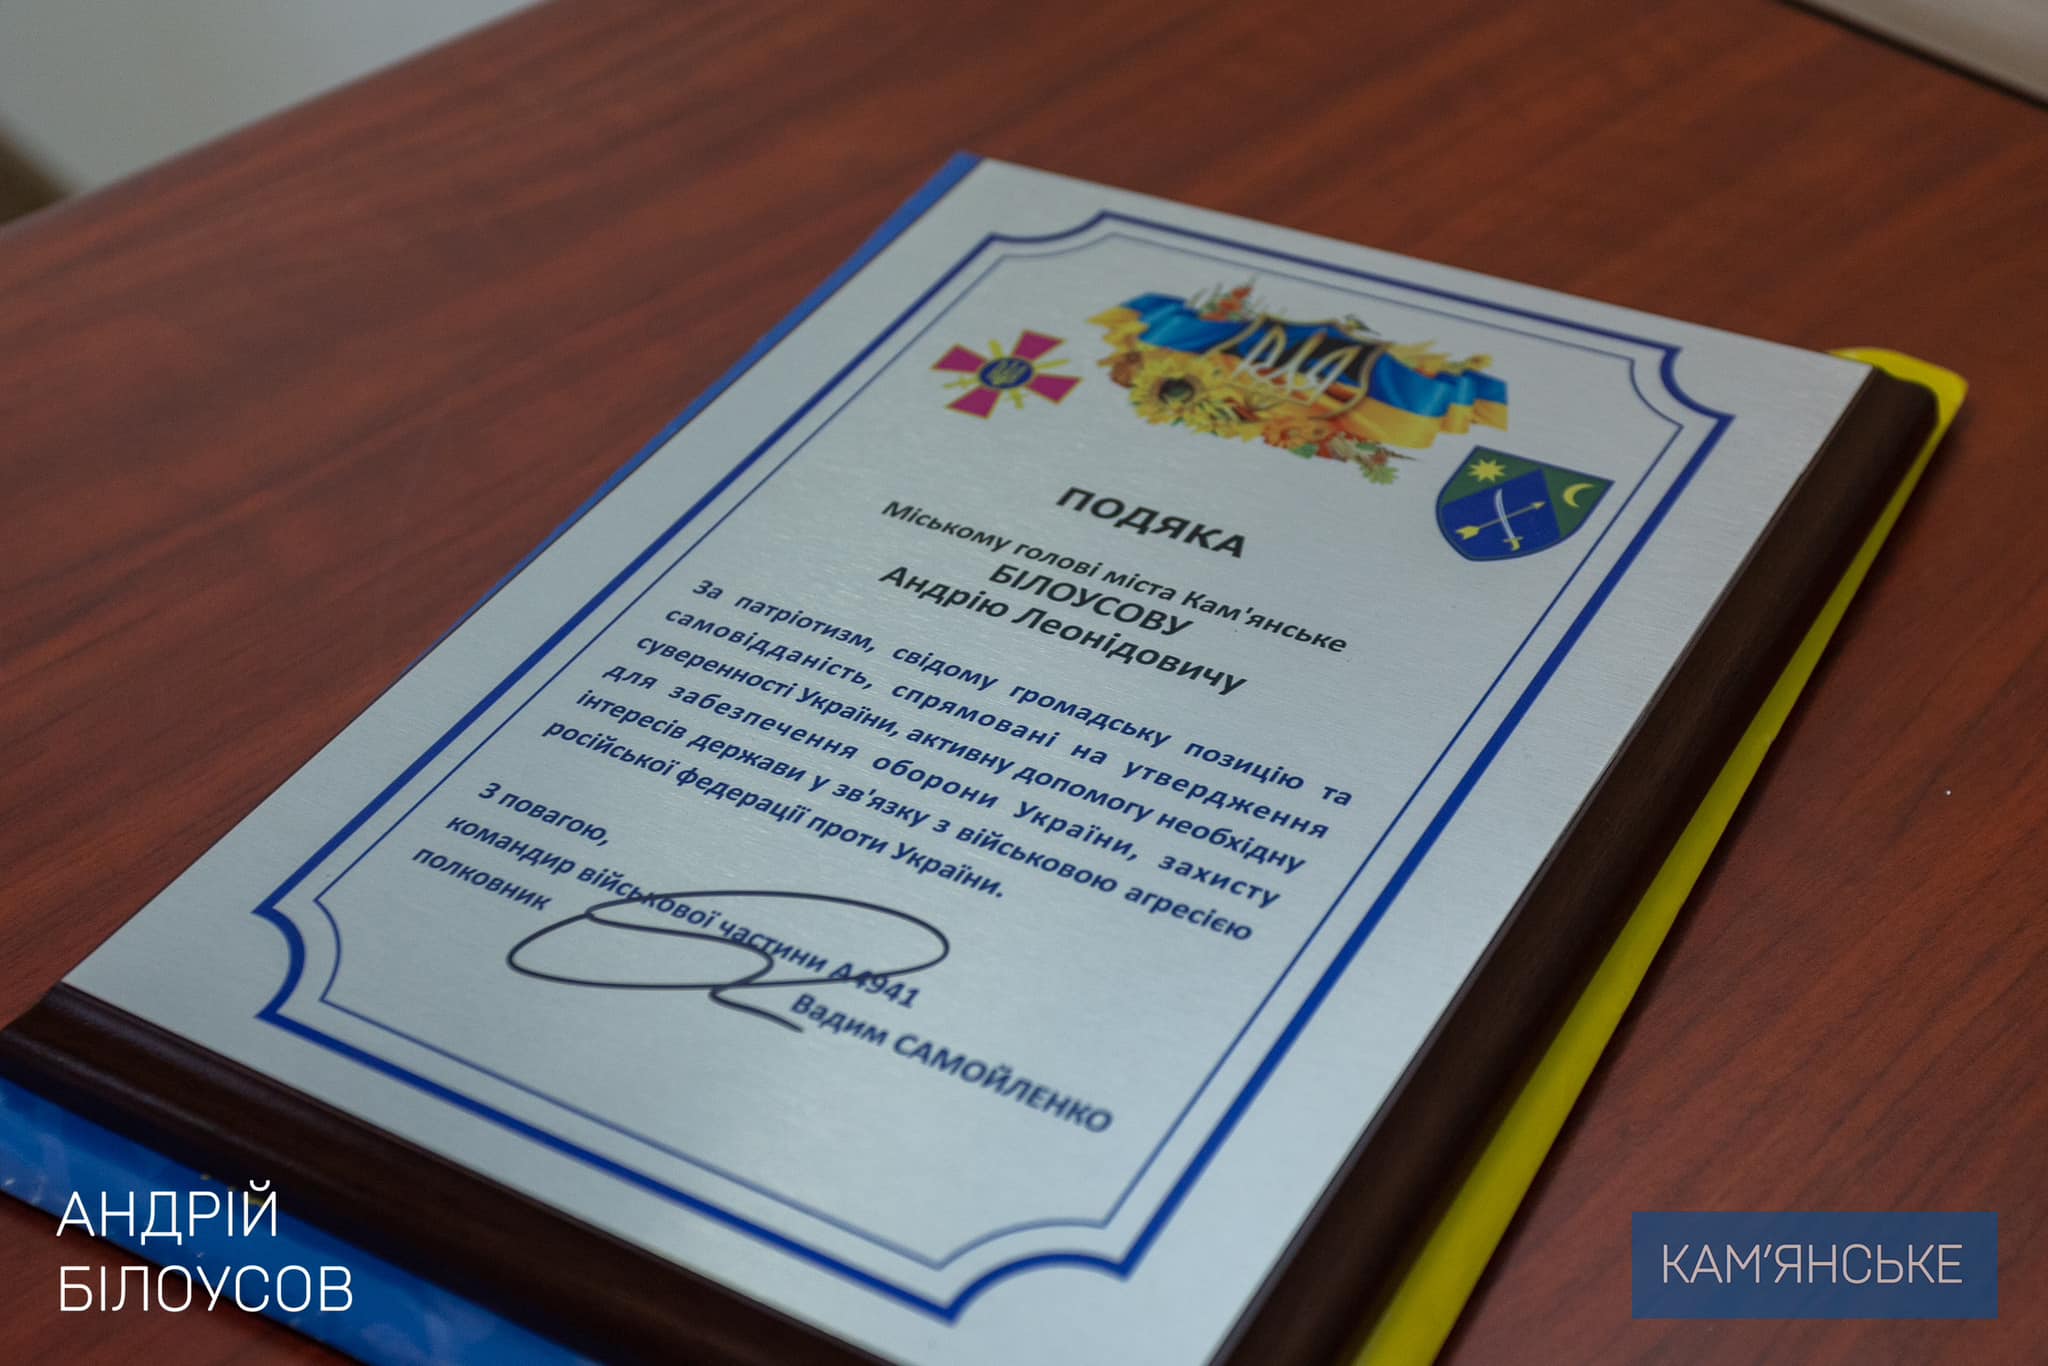 ПОДЯКА
Міському голові міста Кам'янське
БІЛОУСОВУ
Андрію Леонідовичу
За патріотизм, свідому громадську позицію та
самовідданість, спрямовані на утвердження
суверенності України, активну допомогу необхідну
для забезпечення оборони України, захисту
інтересів держави у зв'язку з військовою агресією
російської федерації проти України.
З повагою,
командир військової частини А4941
полковник
Вадим САМОЙЛЕНКО
АНДРІЙ
БІЛОУСОВ
КАМ'ЯНСЬКЕ